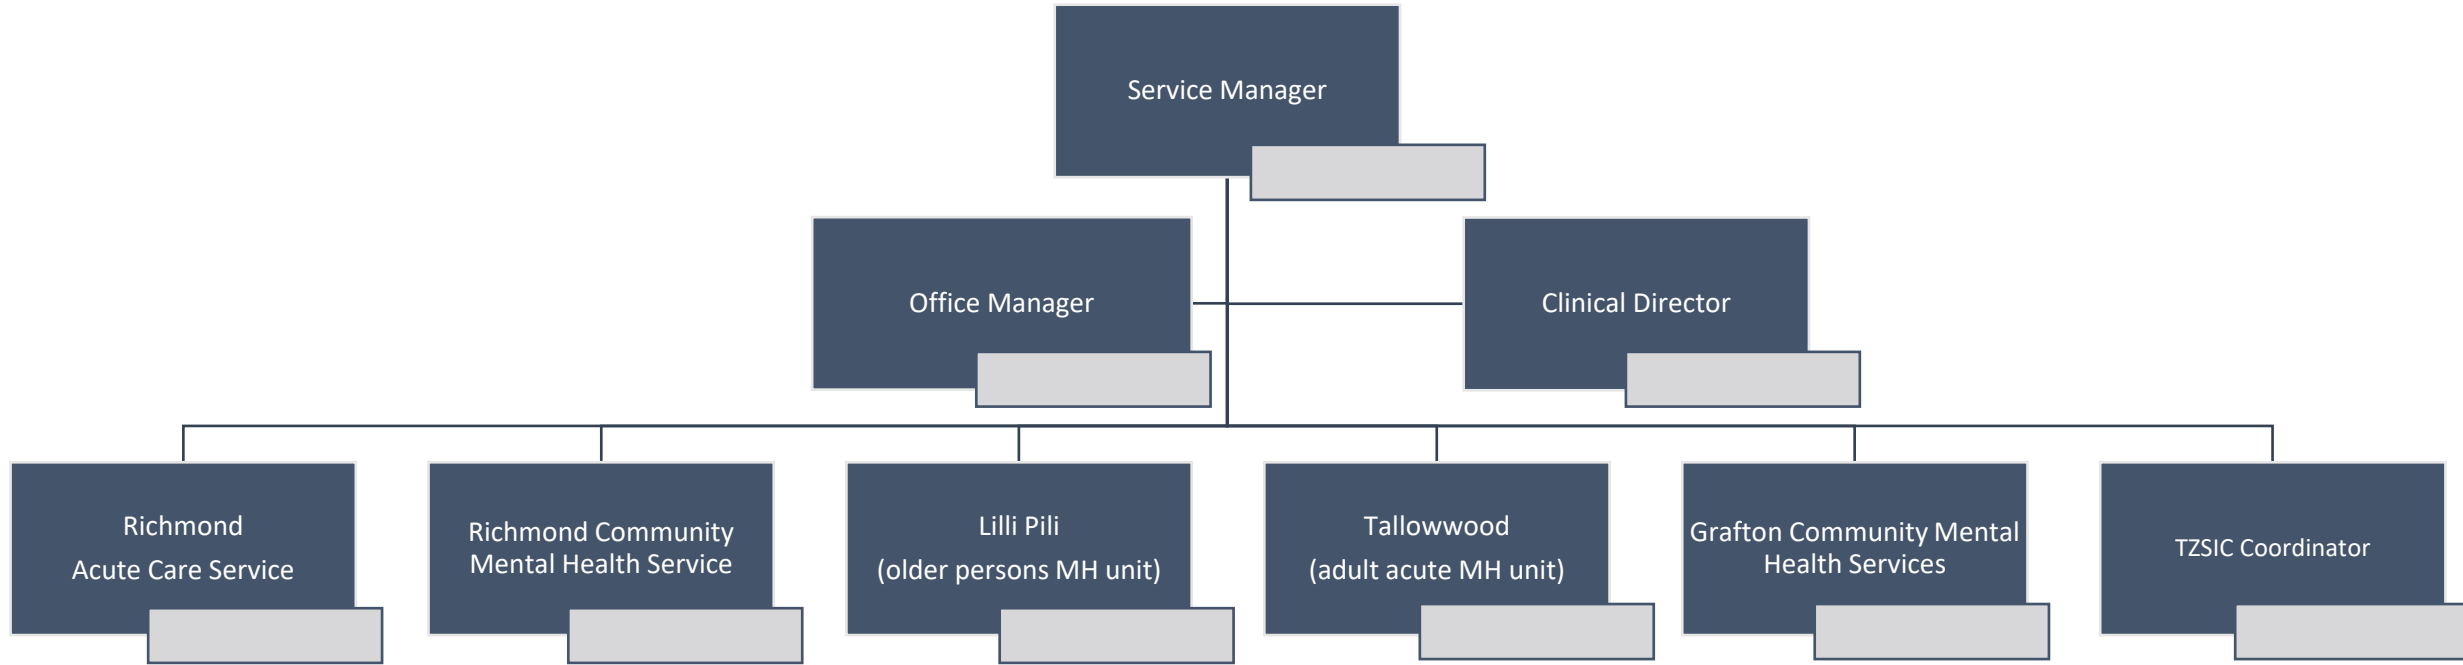 Service Manager
Office Manager
Clinical Director
Richmond
Acute Care Service
Richmond Community
Mental Health Service
Lilli Pili
(older persons MH unit)
Tallowwood
(adult acute MH unit)
Grafton Community Mental
Health Services
TZSIC Coordinator